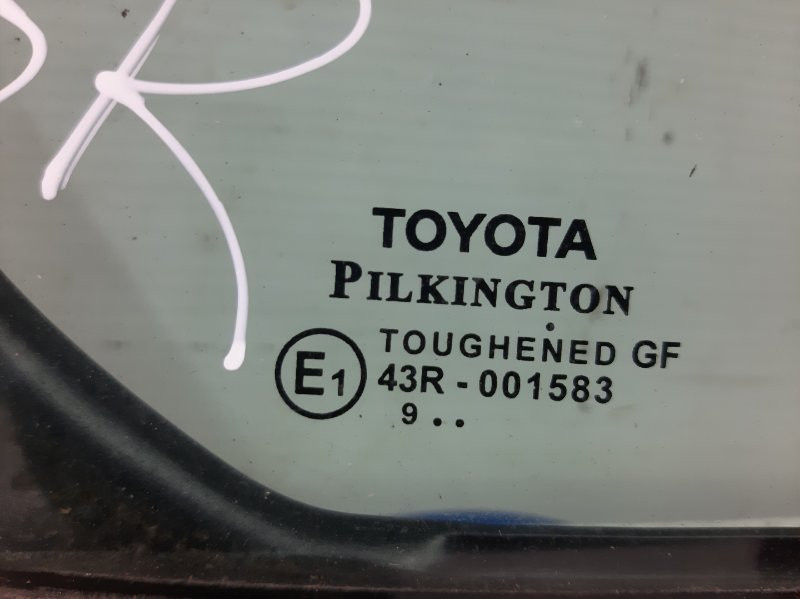 R
TOYOTA
PILKINGTON
.
TOUGHENED GF
E1
43R - 001583
9 . .